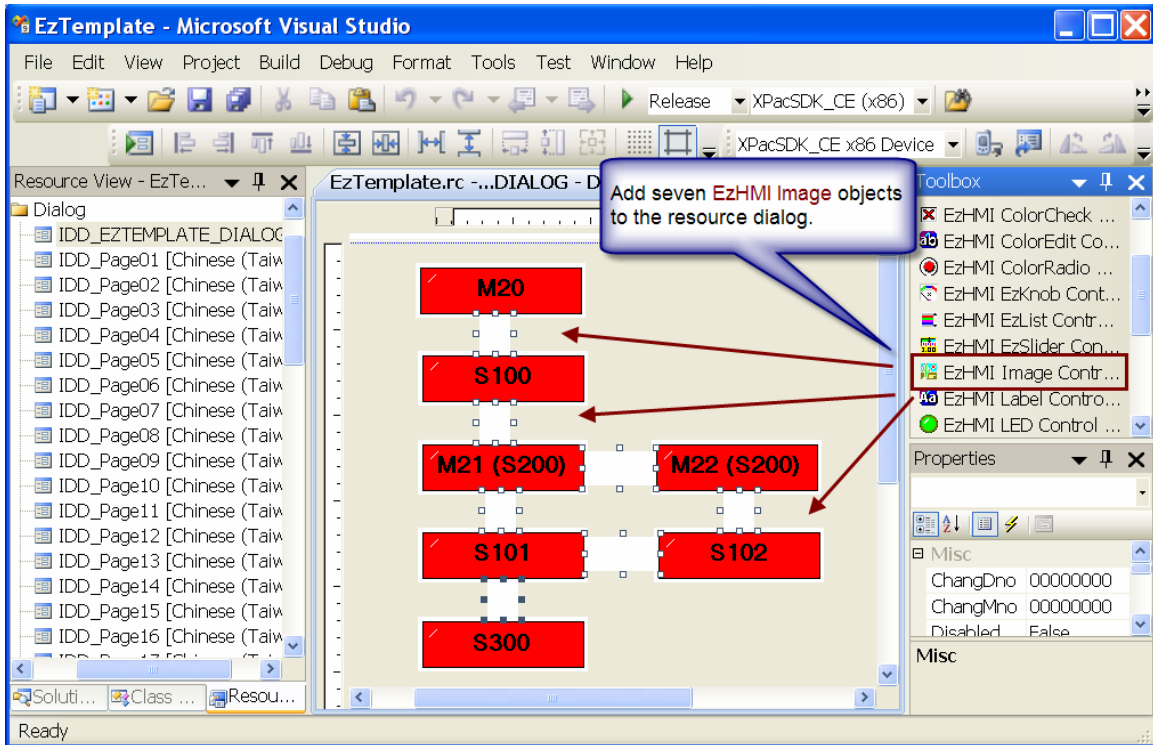 EzTemplate - Microsoft Visual Studio
File Edit View Project Build Debug Format Tools Test Window Help
Release XPacSDK_CE (x86)
XPacSDK_CE x86 Device
Resource View - EzTe...
Dialog
IDD_EZTEMPLATE_DIALOG
IDD_Page01 [Chinese (Taiw
IDD_Page02 [Chinese (Taiw
IDD_Page03 [Chinese (Taiw
IDD_Page04 [Chinese (Taiw
IDD_Page05 [Chinese (Taiw
IDD_Page06 [Chinese (Taiw
IDD_Page07 [Chinese (Taiw
IDD_Page08 [Chinese (Taiw
IDD_Page09 [Chinese (Taiw
IDD_Page10 [Chinese (Taiw
IDD_Page11 [Chinese (Taiw
IDD_Page12 [Chinese (Taiw
IDD_Page13 [Chinese (Taiw
IDD_Page14 [Chinese (Taiw
IDD_Page15 [Chinese (Taiw
IDD_Page16 [Chinese (Taiw
Soluti... Class ... Resou...
EzTemplate.rc -...DIALOG - D
Add seven EzHMI Image objects
to the resource dialog.
M20
S100
M21 (S200) M22 (S200)
S101 S102
S300
Toolbox
EzHMI ColorCheck ...
EzHMI ColorEdit Co...
EzHMI ColorRadio ...
EzHMI EzKnob Cont...
EzHMI EzList Contr...
EzHMI EzSlider Con...
EzHMI Image Contr...
EzHMI Label Contro...
EzHMI LED Control ...
Properties
Misc
ChangDno 00000000
ChangMno 00000000
Disabled False
Misc
Ready